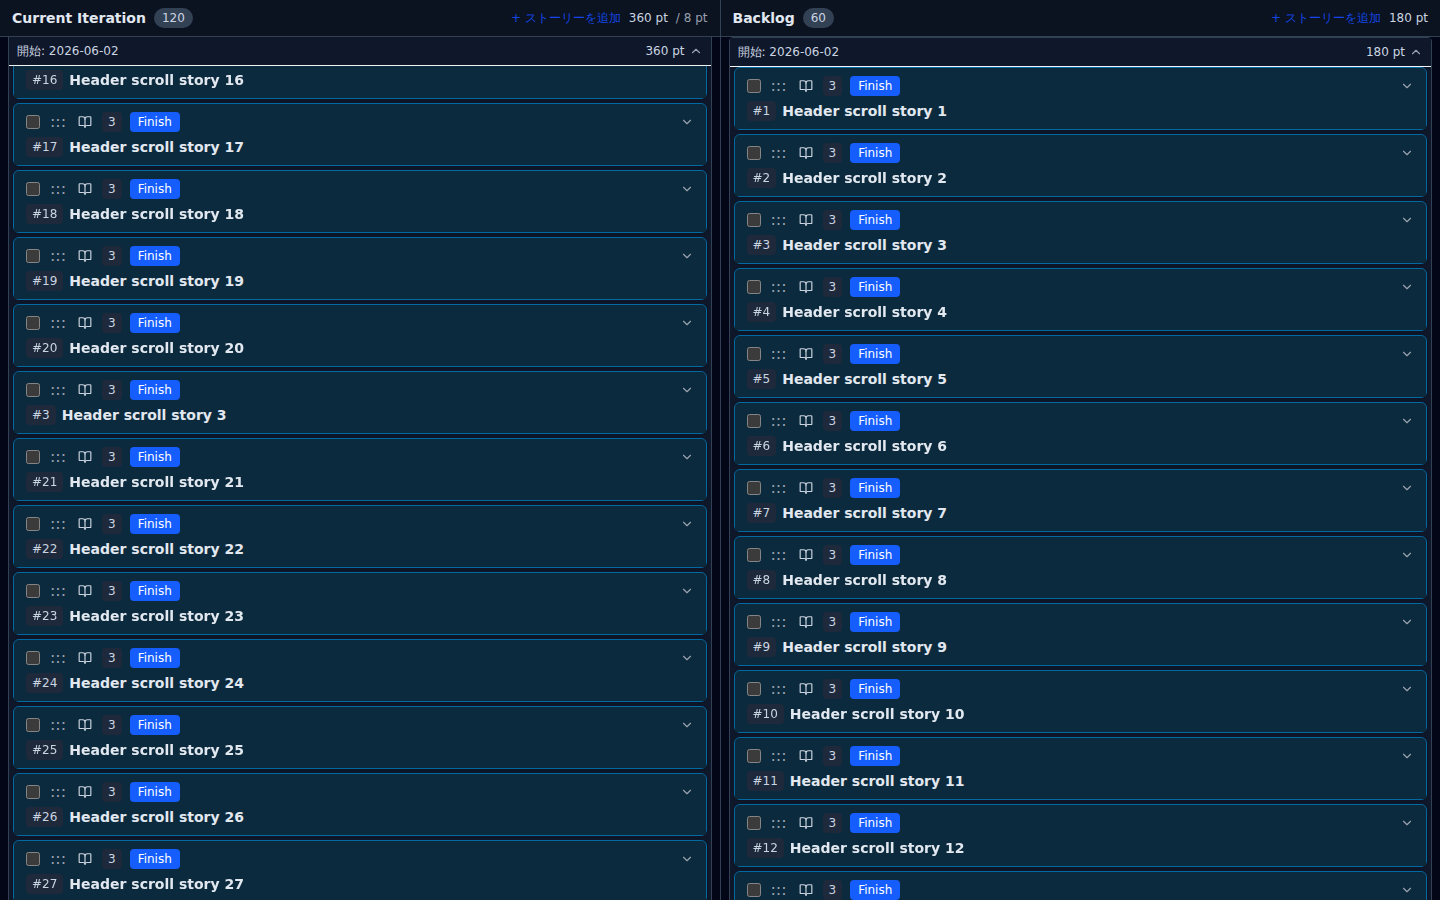 Current Iteration 120 + ストーリーを追加 360 pt / 8 pt
開始: 2026-06-02 360 pt
#16 Header scroll story 16
3 Finish
#17 Header scroll story 17
3 Finish
#18 Header scroll story 18
3 Finish
#19 Header scroll story 19
3 Finish
#20 Header scroll story 20
3 Finish
#3 Header scroll story 3
3 Finish
#21 Header scroll story 21
3 Finish
#22 Header scroll story 22
3 Finish
#23 Header scroll story 23
3 Finish
#24 Header scroll story 24
3 Finish
#25 Header scroll story 25
3 Finish
#26 Header scroll story 26
3 Finish
#27 Header scroll story 27
Backlog 60 + ストーリーを追加 180 pt
開始: 2026-06-02 180 pt
3 Finish
#1 Header scroll story 1
3 Finish
#2 Header scroll story 2
3 Finish
#3 Header scroll story 3
3 Finish
#4 Header scroll story 4
3 Finish
#5 Header scroll story 5
3 Finish
#6 Header scroll story 6
3 Finish
#7 Header scroll story 7
3 Finish
#8 Header scroll story 8
3 Finish
#9 Header scroll story 9
3 Finish
#10 Header scroll story 10
3 Finish
#11 Header scroll story 11
3 Finish
#12 Header scroll story 12
3 Finish